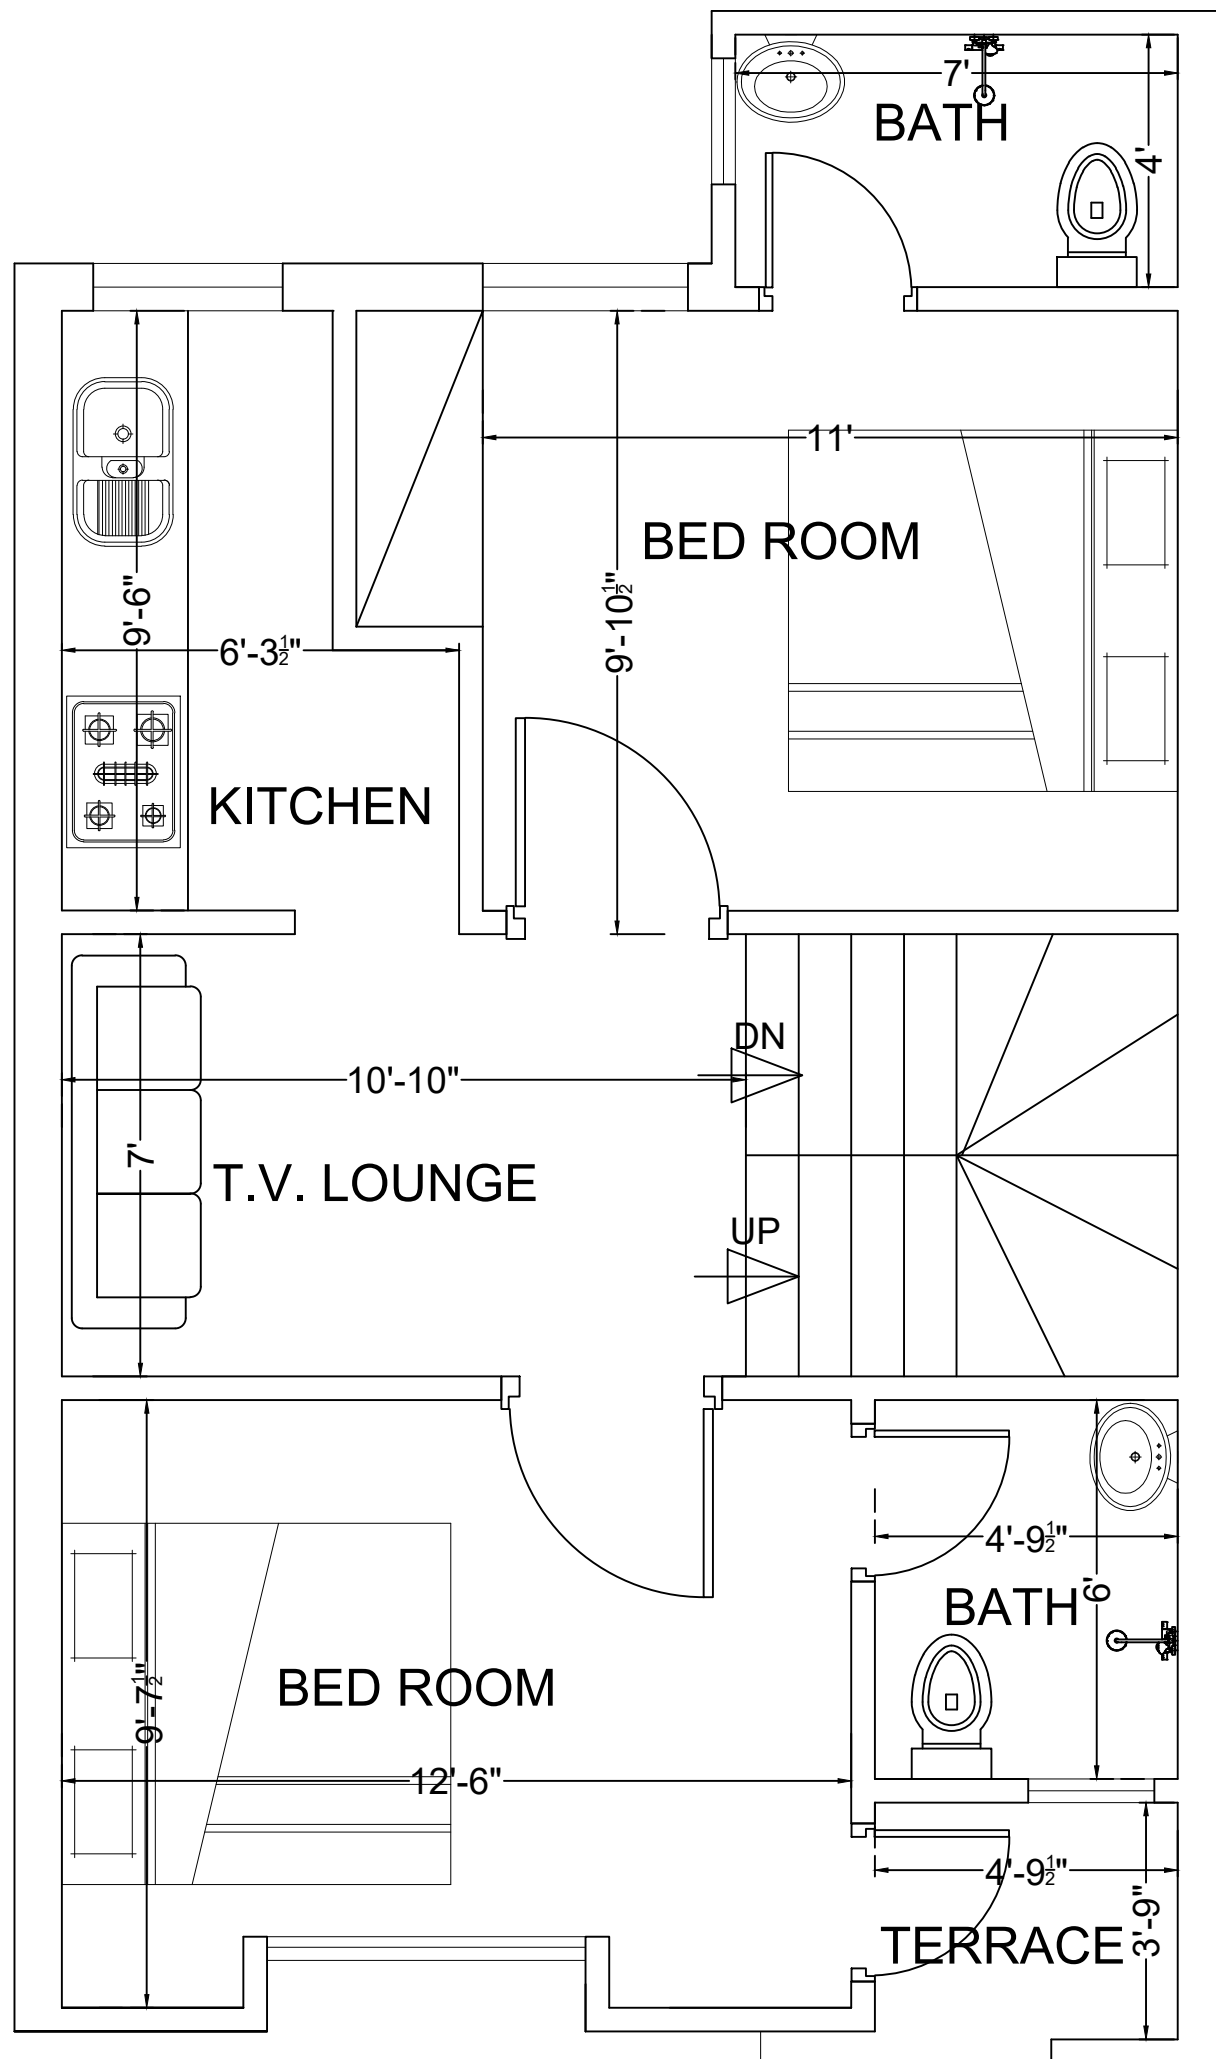 7'
BATH
4'
11'
BED ROOM
9'-6"
9'-10½"
6'-3½"
KITCHEN
DN
10'-10"
7'
T.V. LOUNGE
UP
4'-9½"
6'
BATH
BED ROOM
9'-7½"
12'-6"
4'-9½"
3'-9"
TERRACE